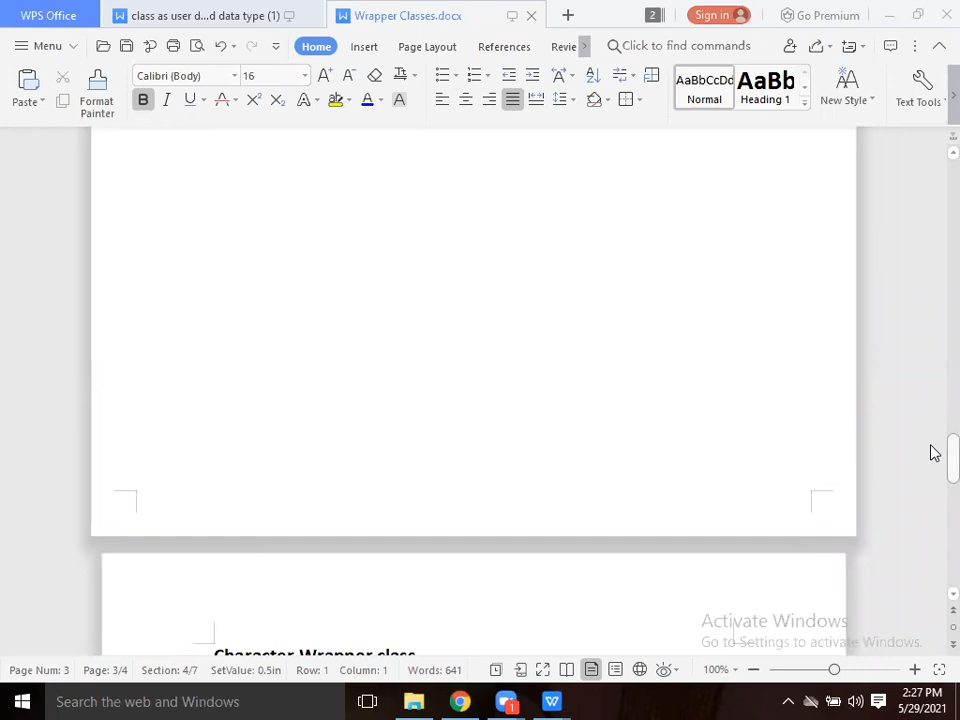 WPS Office
class as user d...d data type (1)
Wrapper Classes.docx
2
Sign in
Go Premium
Menu
Home
Insert
Page Layout
References
Revie
Click to find commands
Paste
Format
Painter
Calibri (Body)
16
AaBbCcDd
Normal
AaBb
Heading 1
New Style
Text Tools
Character Wrapper class
Activate Windows
Go to Settings to activate Windows.
Page Num: 3
Page: 3/4
Section: 4/7
SetValue: 0.5in
Row: 1
Column: 1
Words: 641
100%
Search the web and Windows
1
2:27 PM
5/29/2021